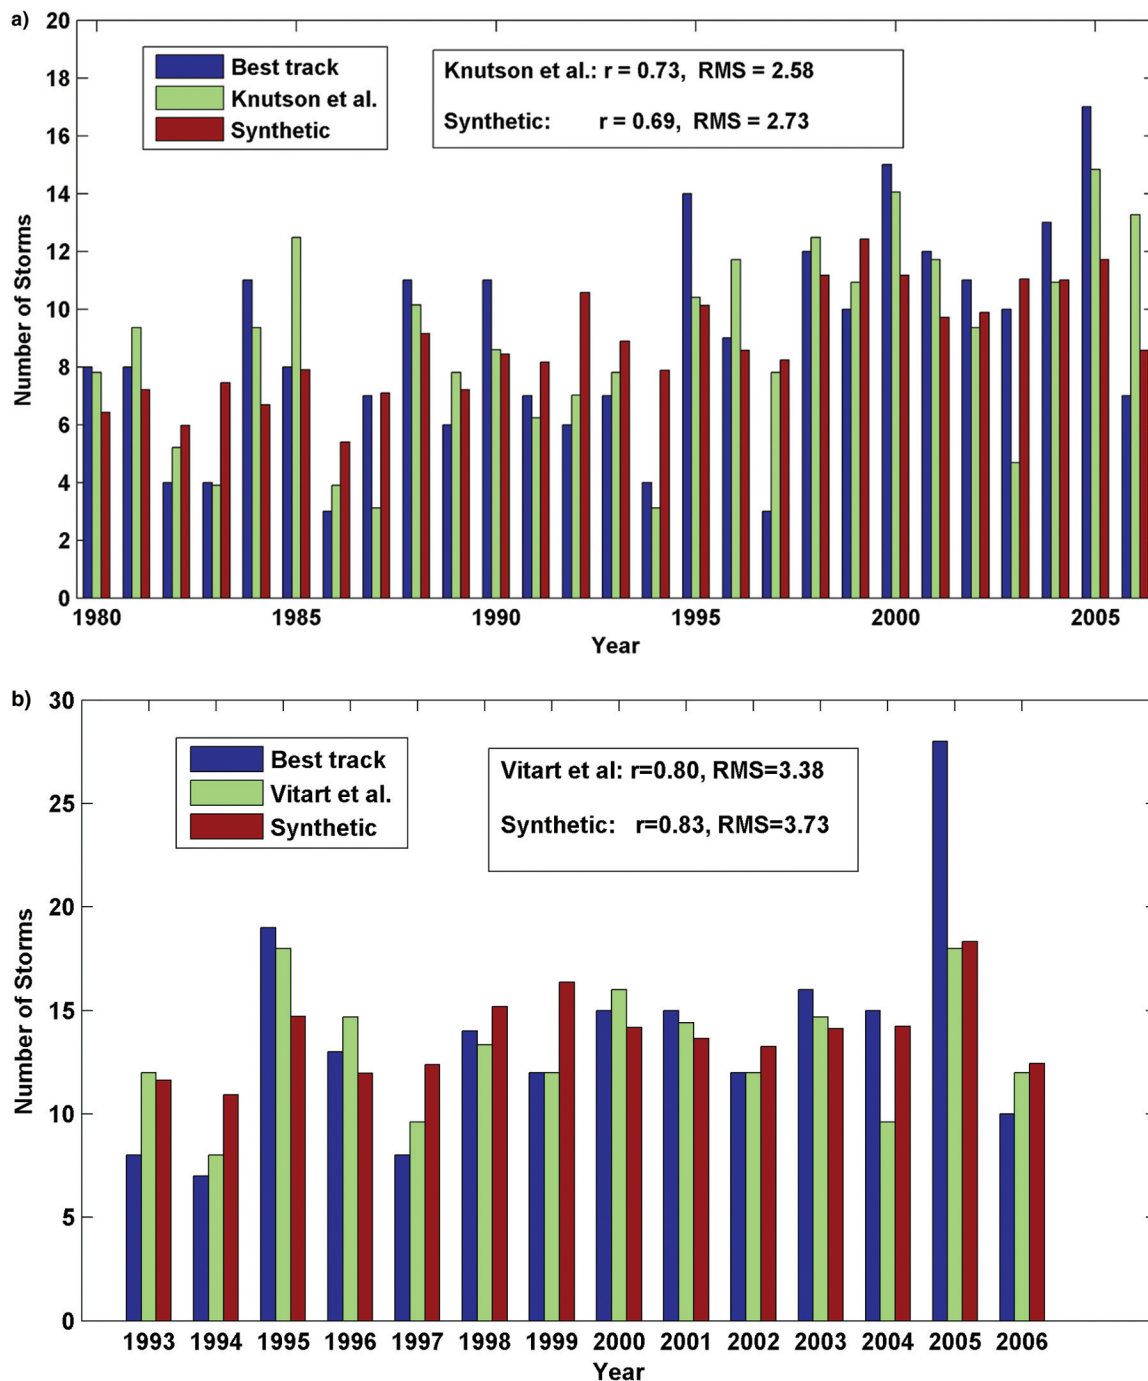 a)
20
18
16
14
12
10
8
6
4
2
0
Number of Storms
Best track
Knutson et al.
Synthetic
Knutson et al.: r = 0.73, RMS = 2.58
Synthetic: r = 0.69, RMS = 2.73
1980 1985 1990 1995 2000 2005
Year
b)
30
25
20
15
10
5
0
Number of Storms
Best track
Vitart et al.
Synthetic
Vitart et al: r=0.80, RMS=3.38
Synthetic: r=0.83, RMS=3.73
1993 1994 1995 1996 1997 1998 1999 2000 2001 2002 2003 2004 2005 2006
Year